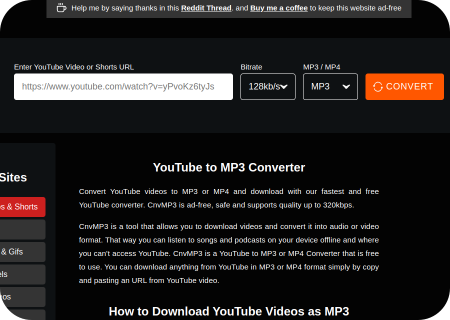 Help me by saying thanks in this Reddit Thread, and Buy me a coffee to keep this website ad-free
Enter YouTube Video or Shorts URL
Bitrate
MP3 / MP4
https://www.youtube.com/watch?v=yPvoKz6tyJs
128kb/s
MP3
CONVERT
Sites
& Shorts
& Gifs
YouTube to MP3 Converter
Convert YouTube videos to MP3 or MP4 and download with our fastest and free
YouTube converter. CnvMP3 is ad-free, safe and supports quality up to 320kbps.
CnvMP3 is a tool that allows you to download videos and convert it into audio or video
format. That way you can listen to songs and podcasts on your device offline and where
you can't access YouTube. CnvMP3 is a YouTube to MP3 or MP4 Converter that is free
to use. You can download anything from YouTube in MP3 or MP4 format simply by copy
and pasting an URL from YouTube video.
How to Download YouTube Videos as MP3